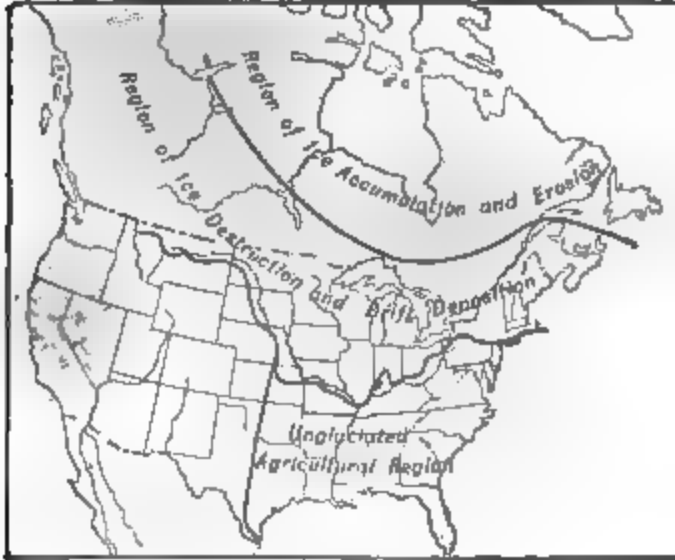 Region of Ice Accumulation and Erosion
Region of Ice Destruction and Drift Deposition
Unglaciated
Agricultural Region